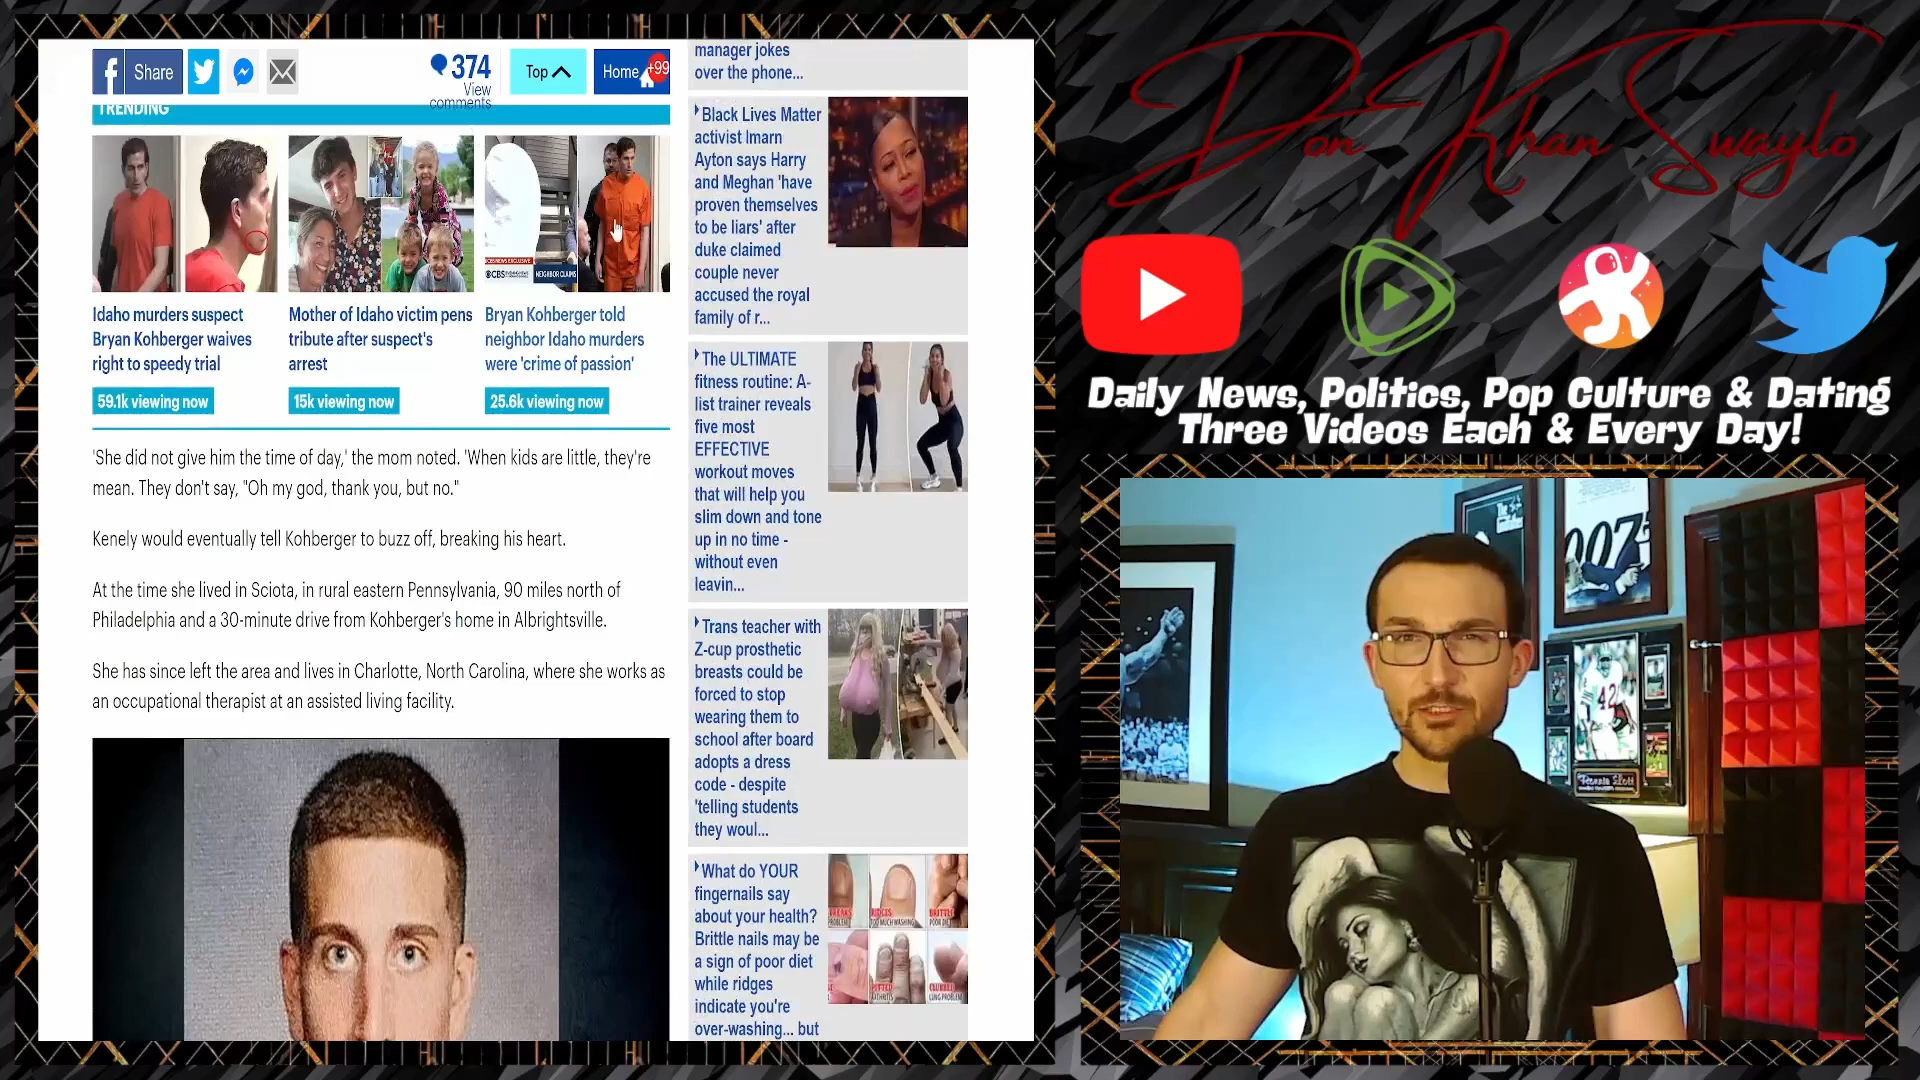 Share
374
View
comments
Top
Home
+99
TRENDING
CBS NEWS EXCLUSIVE
NEIGHBOR CLAIMS
Idaho murders suspect
Bryan Kohberger waives
right to speedy trial
59.1k viewing now
Mother of Idaho victim pens
tribute after suspect's
arrest
15k viewing now
Bryan Kohberger told
neighbor Idaho murders
were 'crime of passion'
25.6k viewing now
'She did not give him the time of day,' the mom noted. 'When kids are little, they're
mean. They don't say, "Oh my god, thank you, but no."
Kenely would eventually tell Kohberger to buzz off, breaking his heart.
At the time she lived in Sciota, in rural eastern Pennsylvania, 90 miles north of
Philadelphia and a 30-minute drive from Kohberger's home in Albrightsville.
She has since left the area and lives in Charlotte, North Carolina, where she works as
an occupational therapist at an assisted living facility.
manager jokes
over the phone...
Black Lives Matter
activist Imarn
Ayton says Harry
and Meghan 'have
proven themselves
to be liars' after
duke claimed
couple never
accused the royal
family of r...
The ULTIMATE
fitness routine: A-
list trainer reveals
five most
EFFECTIVE
workout moves
that will help you
slim down and tone
up in no time -
without even
leavin...
Trans teacher with
Z-cup prosthetic
breasts could be
forced to stop
wearing them to
school after board
adopts a dress
code - despite
'telling students
they woul...
What do YOUR
fingernails say
about your health?
Brittle nails may be
a sign of poor diet
while ridges
indicate you're
over-washing... but
Don Khan Swaylo
Daily News, Politics, Pop Culture & Dating
Three Videos Each & Every Day!
007
42
Ronnie Lott